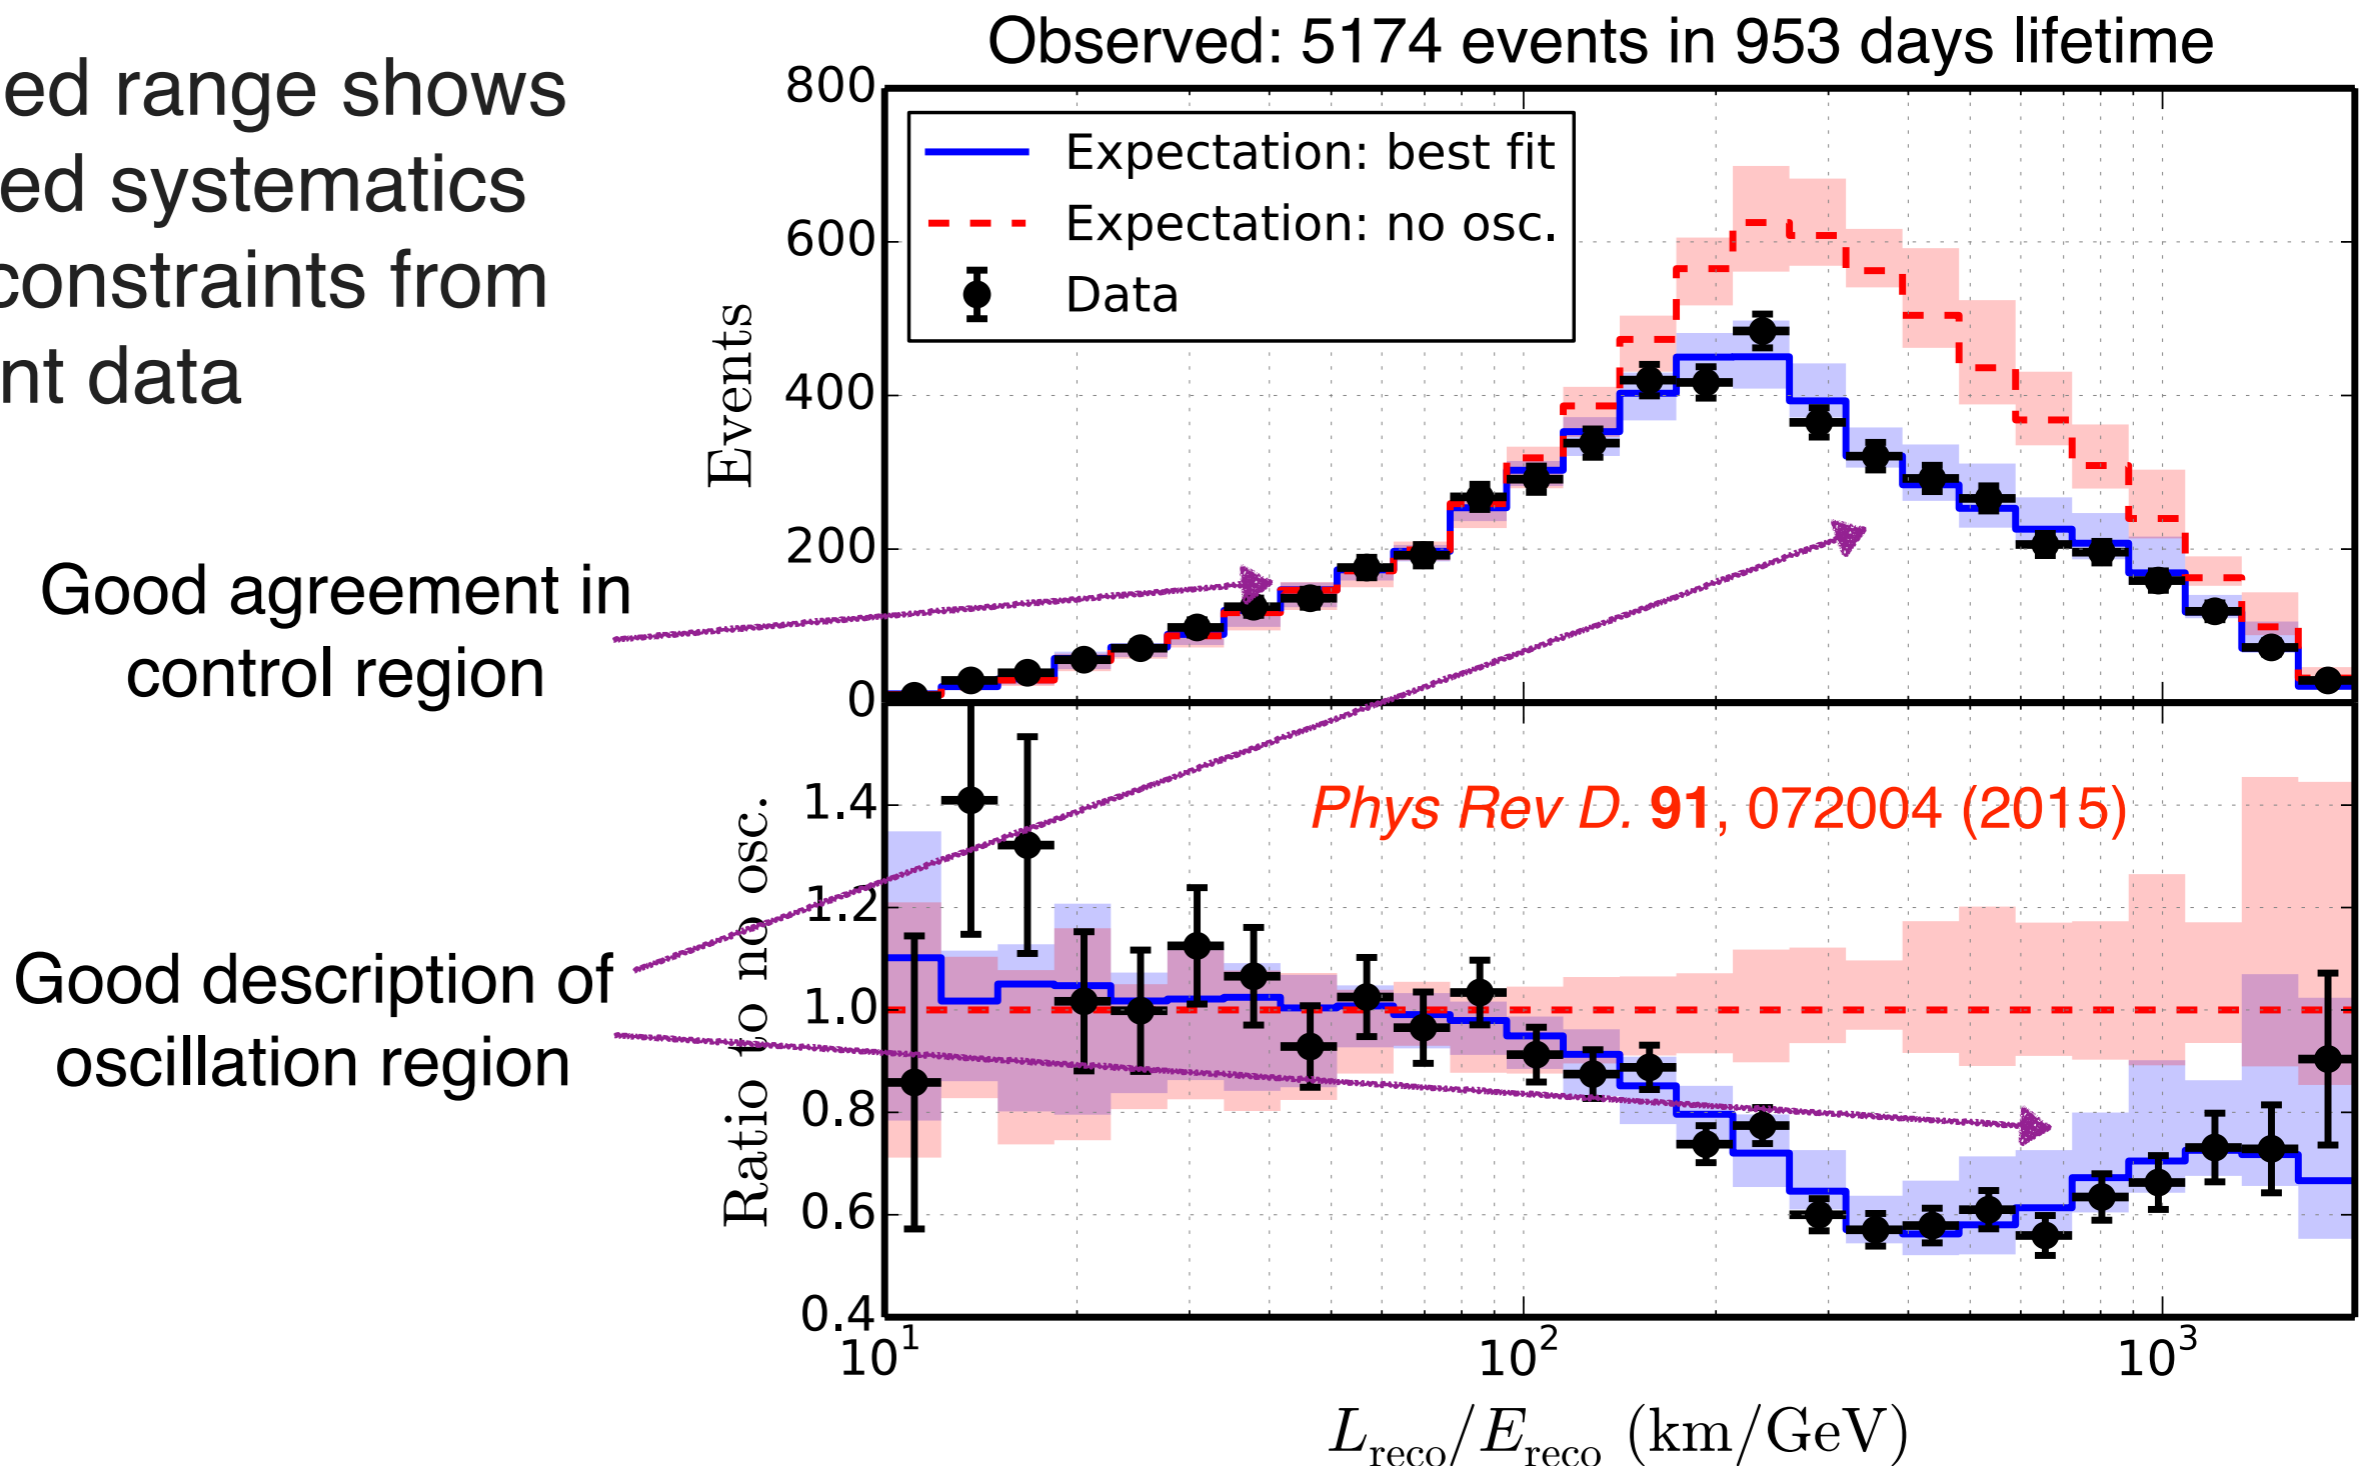 ed range shows
ed systematics
constraints from
nt data
Good agreement in
control region
Good description of
oscillation region
Observed: 5174 events in 953 days lifetime
800
600
400
200
0
Events
Expectation: best fit
Expectation: no osc.
Data
1.4
1.2
1.0
0.8
0.6
0.4
Ratio to no osc.
Phys Rev D. 91, 072004 (2015)
10¹
10²
10³
L_reco/E_reco (km/GeV)